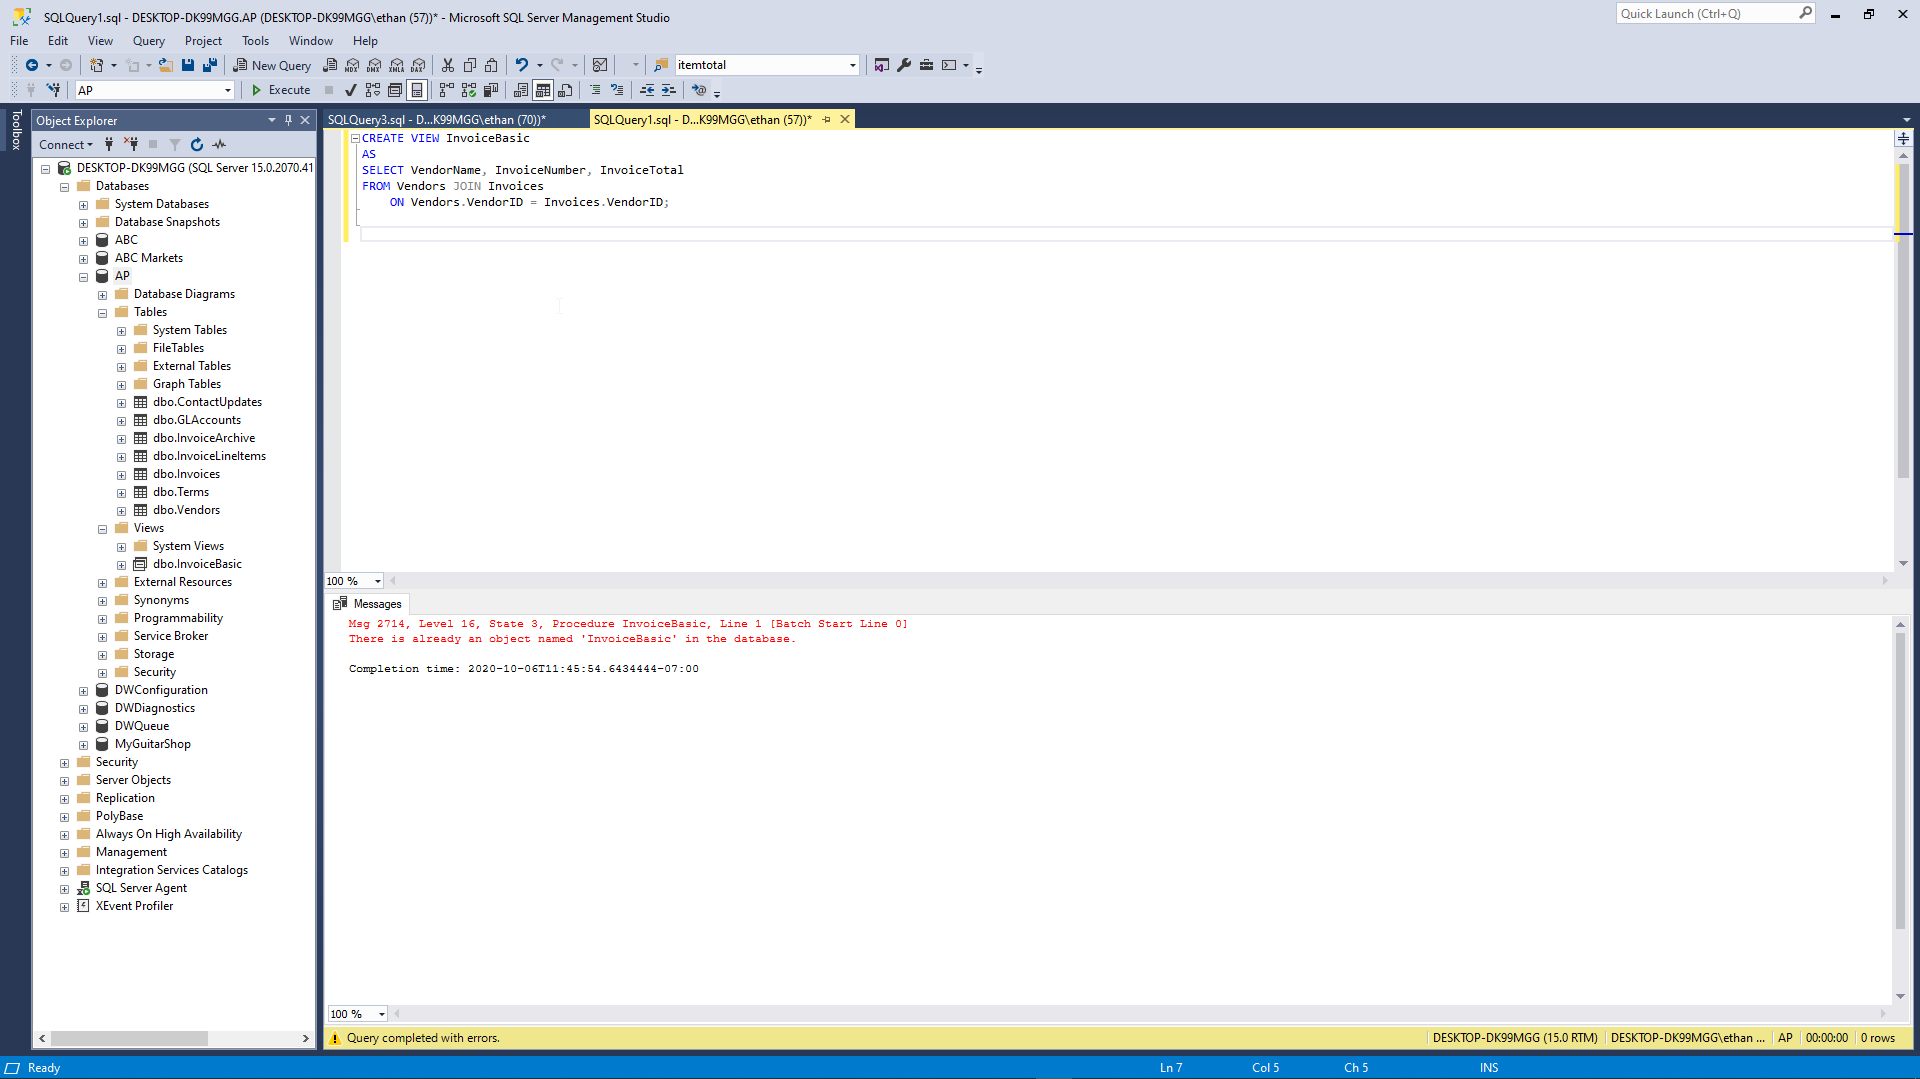 SQLQuery1.sql - DESKTOP-DK99MGG.AP (DESKTOP-DK99MGG\ethan (57))* - Microsoft SQL Server Management Studio
Quick Launch (Ctrl+Q)
File Edit View Query Project Tools Window Help
New Query
MDX DMX XMLA DAX
itemtotal
AP
Execute
Toolbox
Object Explorer
Connect
DESKTOP-DK99MGG (SQL Server 15.0.2070.41
Databases
System Databases
Database Snapshots
ABC
ABC Markets
AP
Database Diagrams
Tables
System Tables
FileTables
External Tables
Graph Tables
dbo.ContactUpdates
dbo.GLAccounts
dbo.InvoiceArchive
dbo.InvoiceLineItems
dbo.Invoices
dbo.Terms
dbo.Vendors
Views
System Views
dbo.InvoiceBasic
External Resources
Synonyms
Programmability
Service Broker
Storage
Security
DWConfiguration
DWDiagnostics
DWQueue
MyGuitarShop
Security
Server Objects
Replication
PolyBase
Always On High Availability
Management
Integration Services Catalogs
SQL Server Agent
XEvent Profiler
SQLQuery3.sql - D...K99MGG\ethan (70))*
SQLQuery1.sql - D...K99MGG\ethan (57))*
CREATE VIEW InvoiceBasic
AS
SELECT VendorName, InvoiceNumber, InvoiceTotal
FROM Vendors JOIN Invoices
ON Vendors.VendorID = Invoices.VendorID;
100 %
Messages
Msg 2714, Level 16, State 3, Procedure InvoiceBasic, Line 1 [Batch Start Line 0]
There is already an object named 'InvoiceBasic' in the database.
Completion time: 2020-10-06T11:45:54.6434444-07:00
100 %
Query completed with errors.
DESKTOP-DK99MGG (15.0 RTM)
DESKTOP-DK99MGG\ethan ...
AP
00:00:00
0 rows
Ready
Ln 7
Col 5
Ch 5
INS